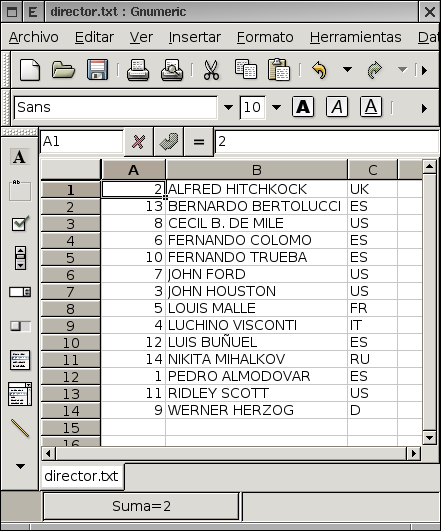 E director.txt : Gnumeric
Archivo Editar Ver Insertar Formato Herramientas Dat
Sans 10 A A A
A1 = 2
A
Ab
A B C
1 2 ALFRED HITCHKOCK UK
2 13 BERNARDO BERTOLUCCI ES
3 8 CECIL B. DE MILE US
4 6 FERNANDO COLOMO ES
5 10 FERNANDO TRUEBA ES
6 7 JOHN FORD US
7 3 JOHN HOUSTON US
8 5 LOUIS MALLE FR
9 4 LUCHINO VISCONTI IT
10 12 LUIS BUÑUEL ES
11 14 NIKITA MIHALKOV RU
12 1 PEDRO ALMODOVAR ES
13 11 RIDLEY SCOTT US
14 9 WERNER HERZOG D
15
16
director.txt
Suma=2